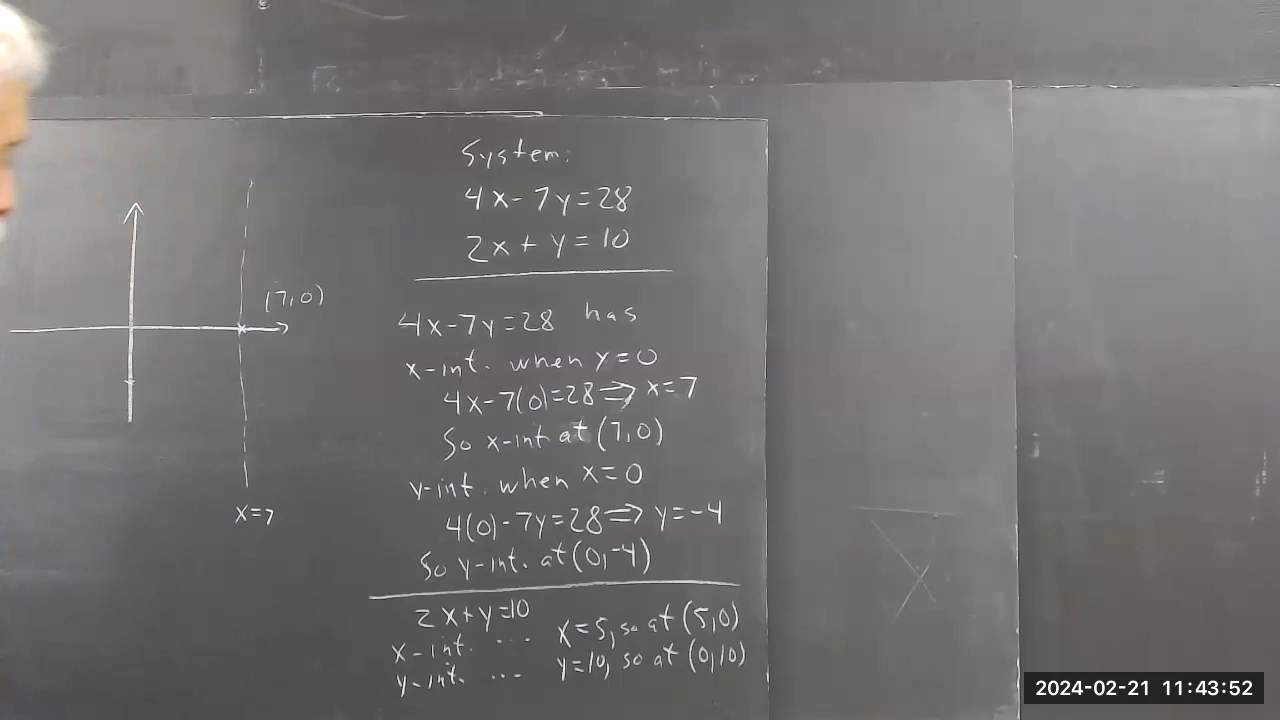 System:
4x-7y=28
2x+y=10
(7,0)
x=7
4x-7y=28 has
x-int. when y=0
4x-7(0)=28⇒x=7
So x-int at (7,0)
y-int. when x=0
4(0)-7y=28⇒y=-4
So y-int. at (0,-4)
2x+y=10
x-int. ... x=5, so at (5,0)
y-int. ... y=10, so at (0,10)
2024-02-21 11:43:52